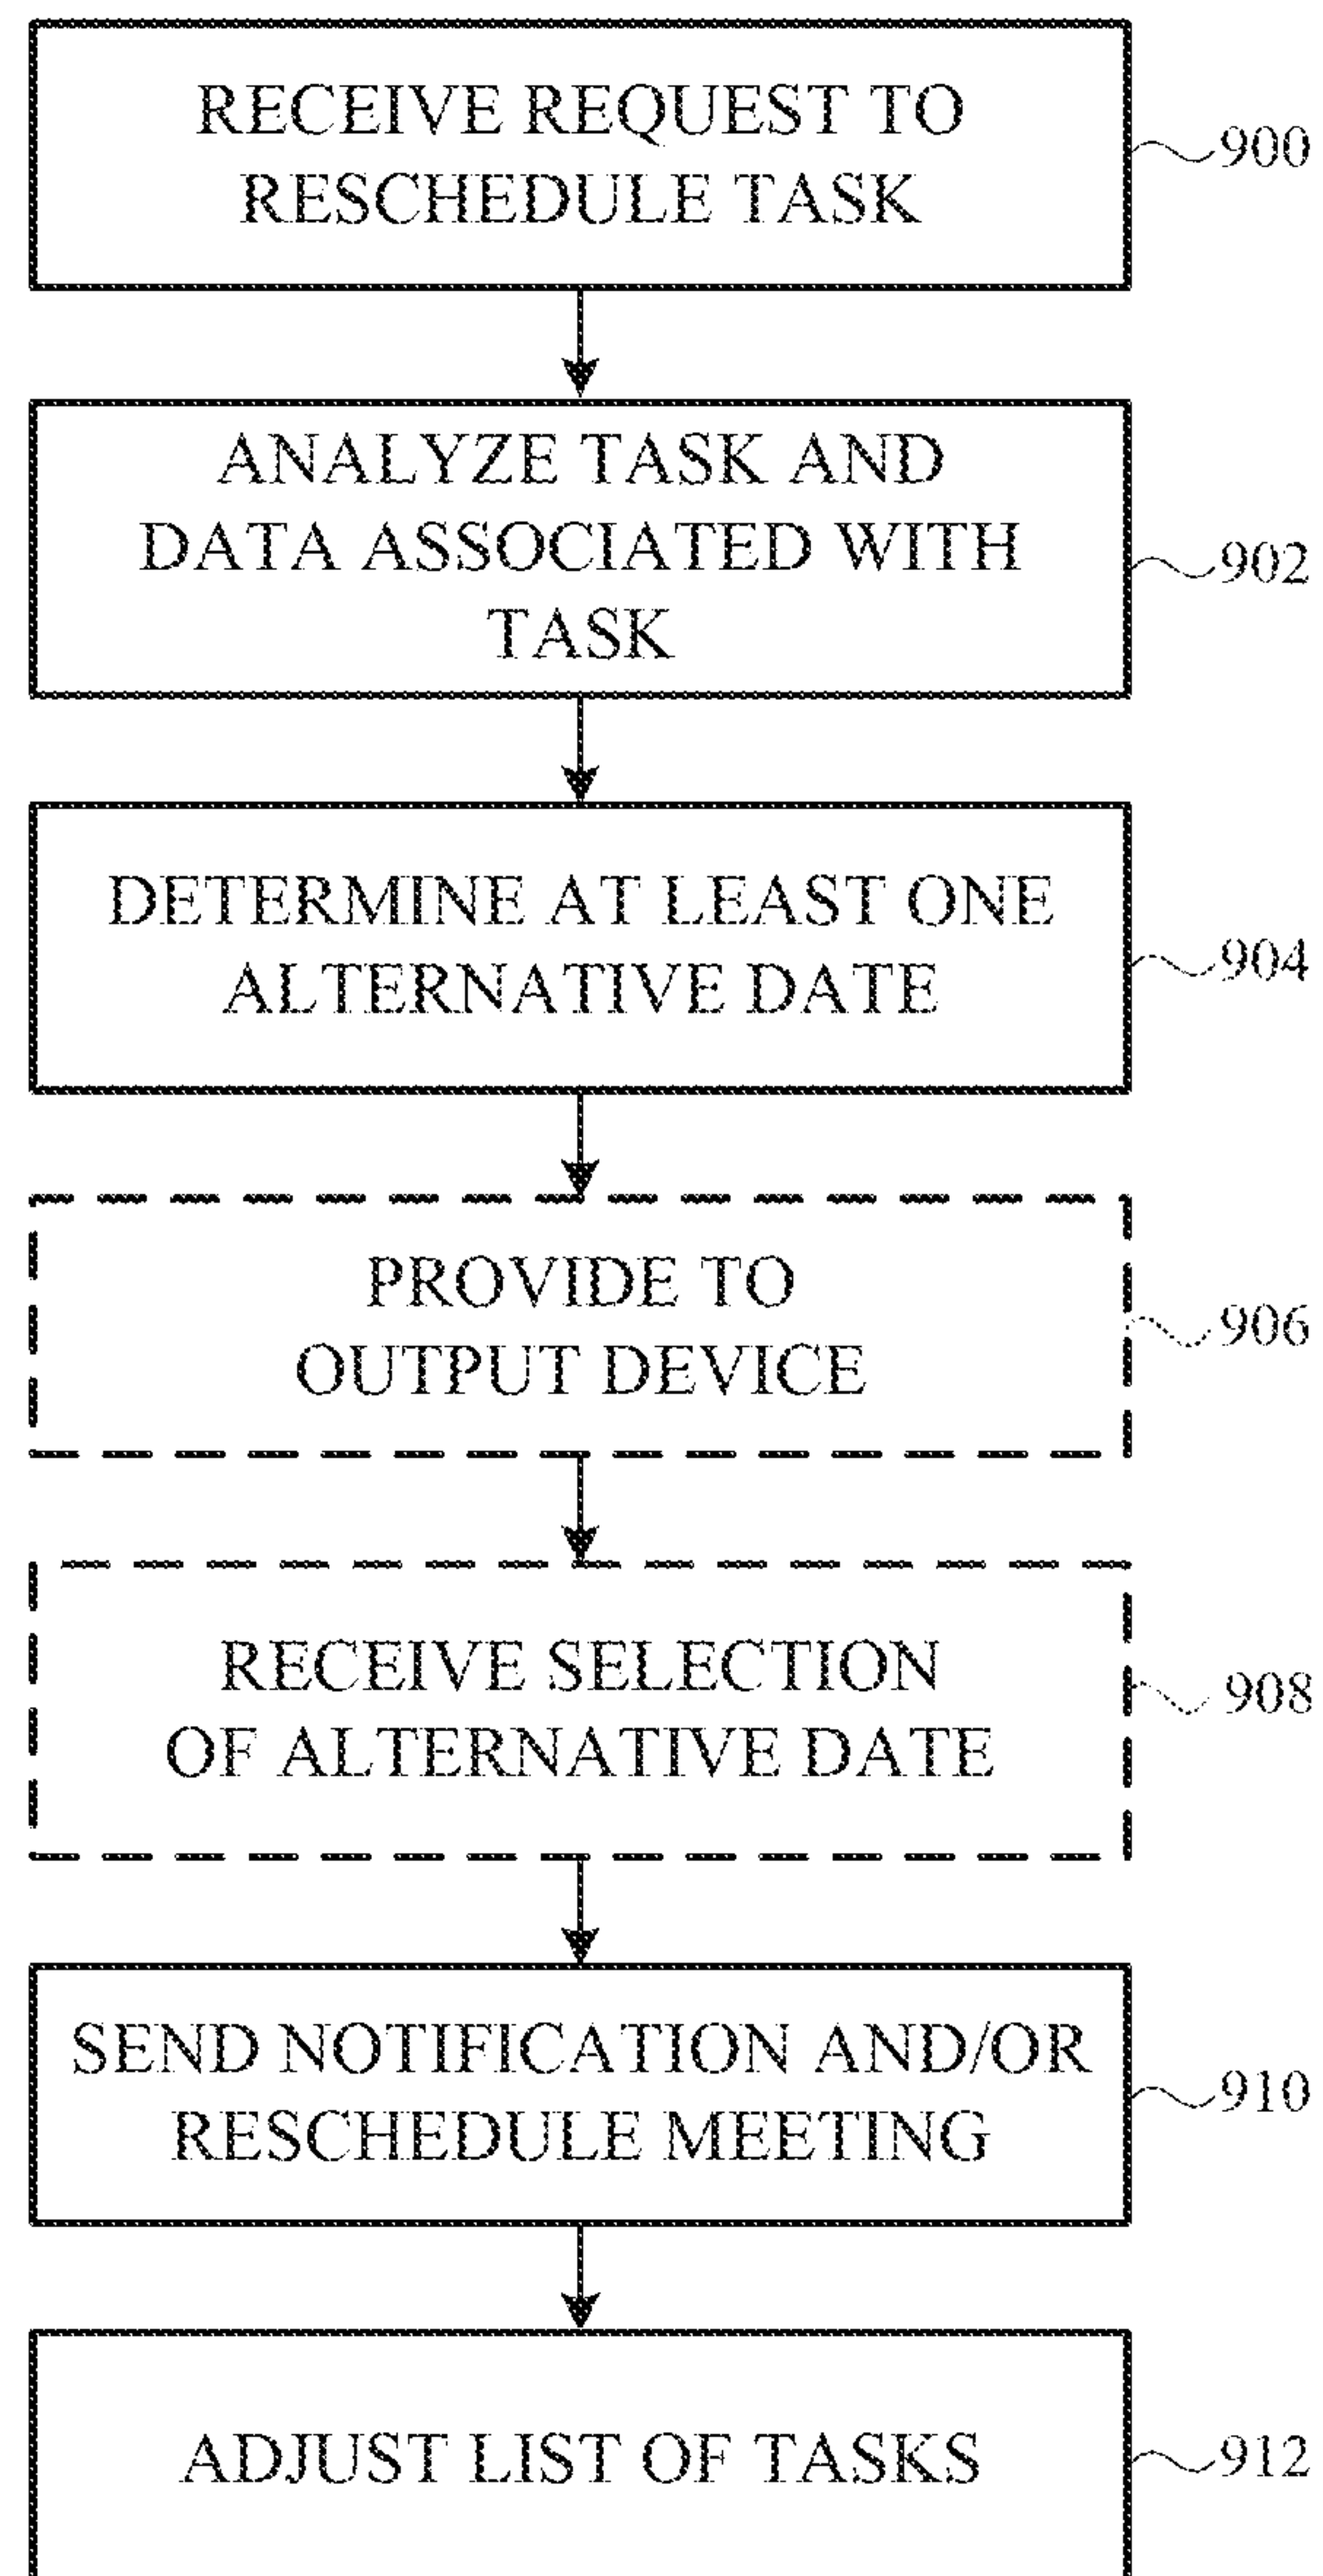 RECEIVE REQUEST TO
RESCHEDULE TASK
900
ANALYZE TASK AND
DATA ASSOCIATED WITH
TASK
902
DETERMINE AT LEAST ONE
ALTERNATIVE DATE
904
PROVIDE TO
OUTPUT DEVICE
906
RECEIVE SELECTION
OF ALTERNATIVE DATE
908
SEND NOTIFICATION AND/OR
RESCHEDULE MEETING
910
ADJUST LIST OF TASKS
912